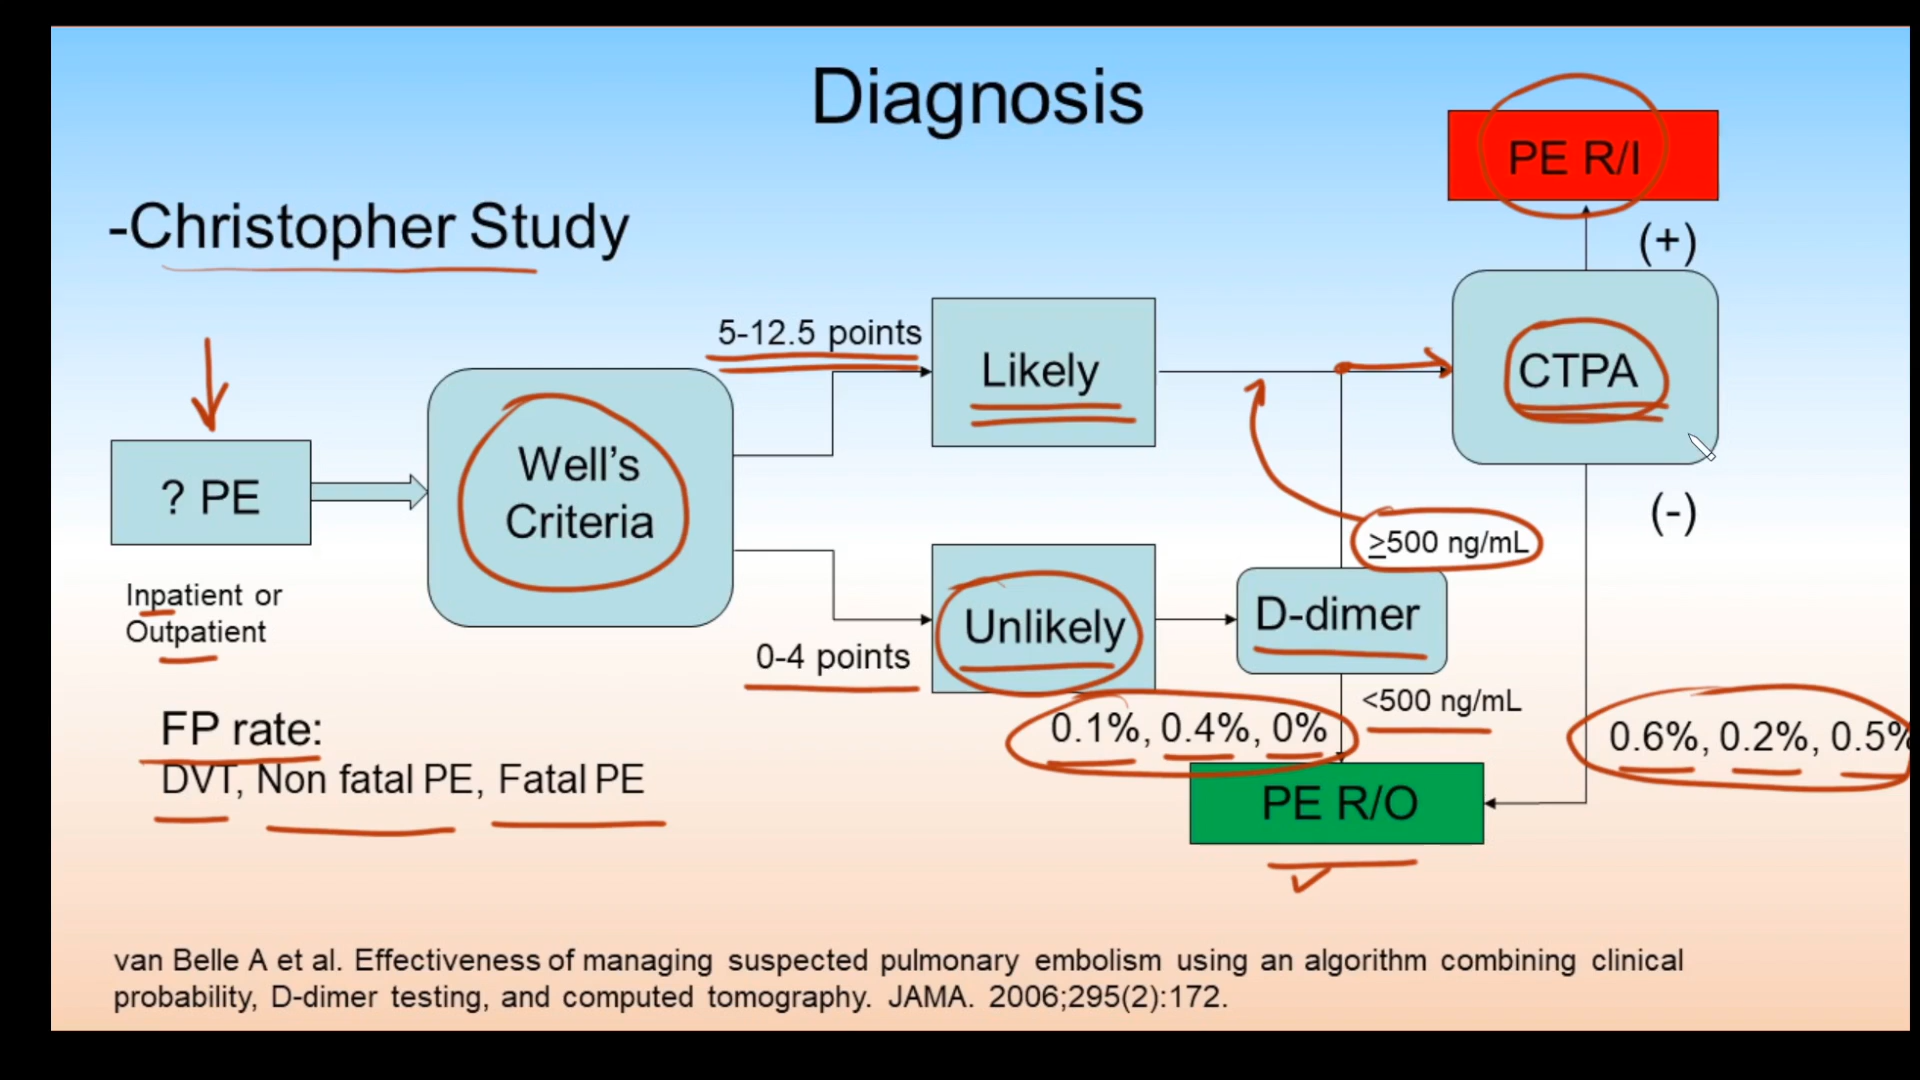 Diagnosis
PE R/I
-Christopher Study
(+)
5-12.5 points
Likely
CTPA
Well’s
Criteria
? PE
(-)
>500 ng/mL
Inpatient or
Outpatient
Unlikely
D-dimer
0-4 points
<500 ng/mL
0.1%, 0.4%, 0%
0.6%, 0.2%, 0.5%
FP rate:
DVT, Non fatal PE, Fatal PE
PE R/O
van Belle A et al. Effectiveness of managing suspected pulmonary embolism using an algorithm combining clinical
probability, D-dimer testing, and computed tomography. JAMA. 2006;295(2):172.